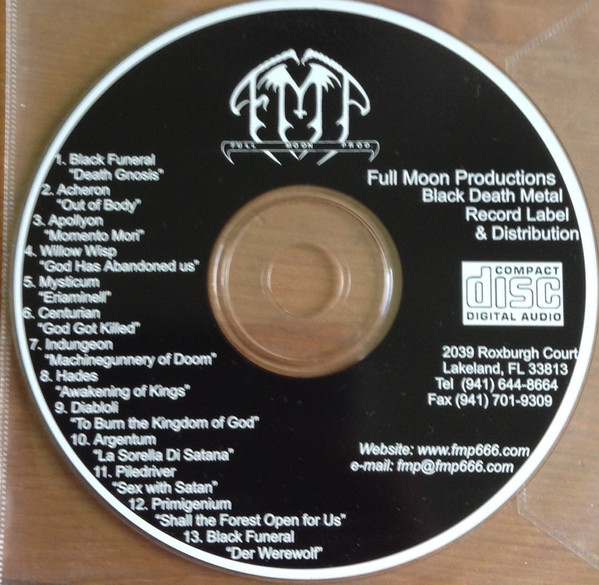 FMP
FULL MOON PROD.
1. Black Funeral
"Death Gnosis"
2. Acheron
"Out of Body"
3. Apollyon
"Momento Mori"
4. Willow Wisp
"God Has Abandoned us"
5. Mysticum
"Eriaminell"
6. Centurian
"God Got Killed"
7. Indungeon
"Machinegunnery of Doom"
8. Hades
"Awakening of Kings"
9. Diaboli
"To Burn the Kingdom of God"
10. Argentum
"La Sorella Di Satana"
11. Piledriver
"Sex with Satan"
12. Primigenium
"Shall the Forest Open for Us"
13. Black Funeral
"Der Werewolf"
Full Moon Productions
Black Death Metal
Record Label
& Distribution
COMPACT
disc
DIGITAL AUDIO
2039 Roxburgh Court
Lakeland, FL 33813
Tel (941) 644-8664
Fax (941) 701-9309
Website: www.fmp666.com
e-mail: fmp@fmp666.com